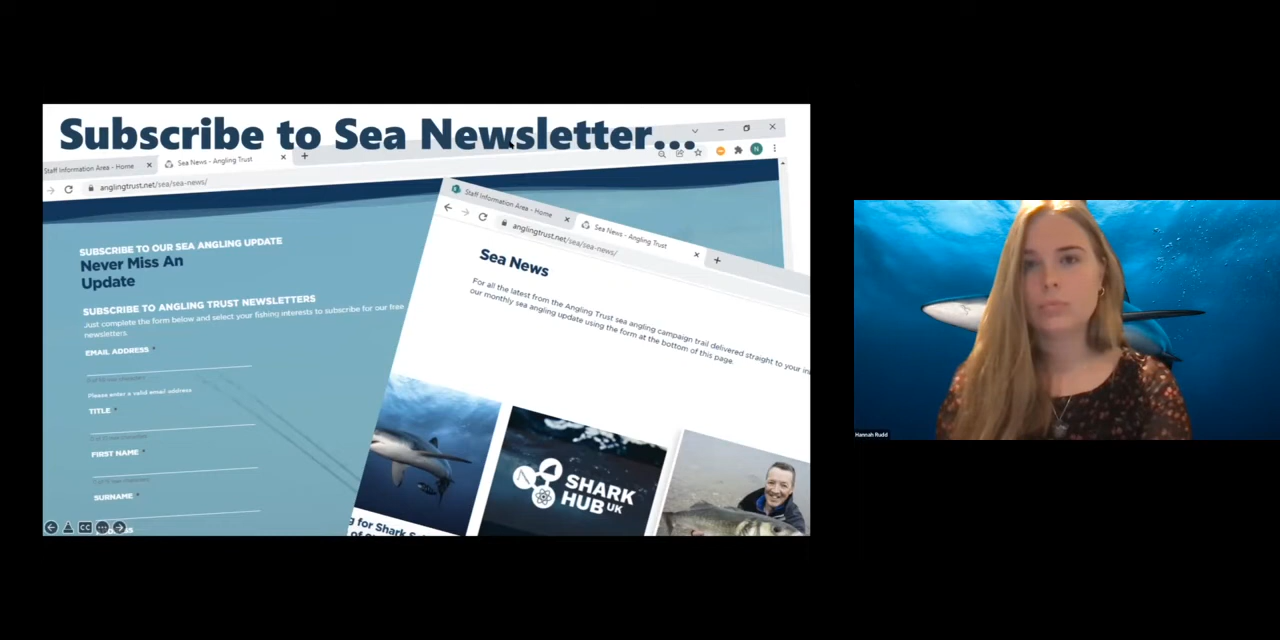 Subscribe to Sea Newsletter...
Staff Information Area - Home
Sea News - Angling Trust
anglingtrust.net/sea/sea-news/
N
SUBSCRIBE TO OUR SEA ANGLING UPDATE
Never Miss An
Update
SUBSCRIBE TO ANGLING TRUST NEWSLETTERS
Just complete the form below and select your fishing interests to subscribe for our free
newsletters.
EMAIL ADDRESS *
Please enter a valid email address
TITLE *
FIRST NAME *
SURNAME *
CC
Staff Information Area - Home
Sea News - Angling Trust
anglingtrust.net/sea/sea-news/
Sea News
For all the latest from the Angling Trust sea angling campaign trail delivered straight to your in
our monthly sea angling update using the form at the bottom of this page.
SHARK
HUB UK
g for Shark
Hannah Rudd